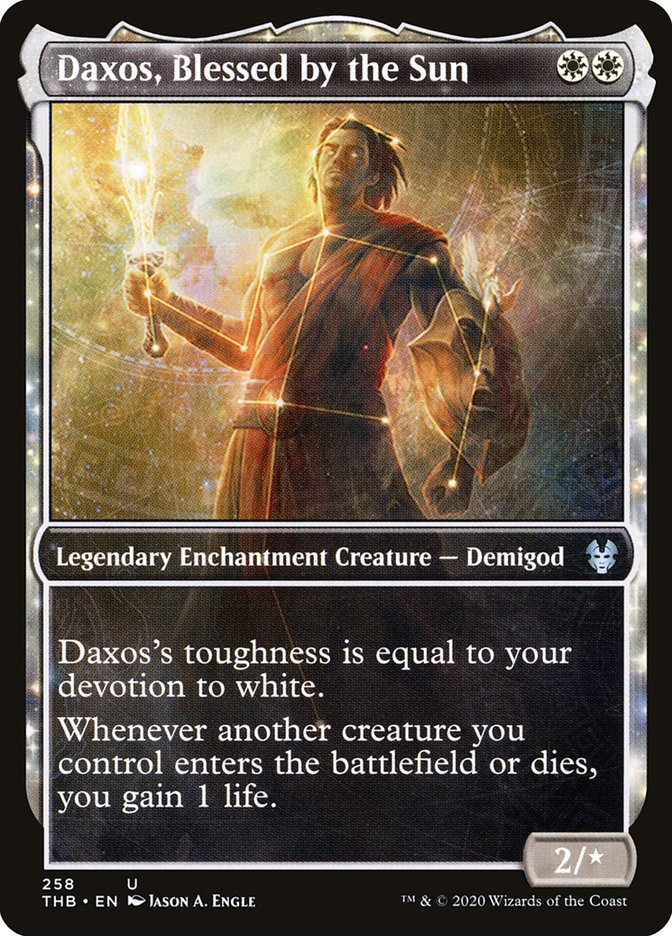 Daxos, Blessed by the Sun
Legendary Enchantment Creature — Demigod
Daxos's toughness is equal to your
devotion to white.
Whenever another creature you
control enters the battlefield or dies,
you gain 1 life.
2/★
258 U
THB • EN Jason A. Engle
™ & © 2020 Wizards of the Coast